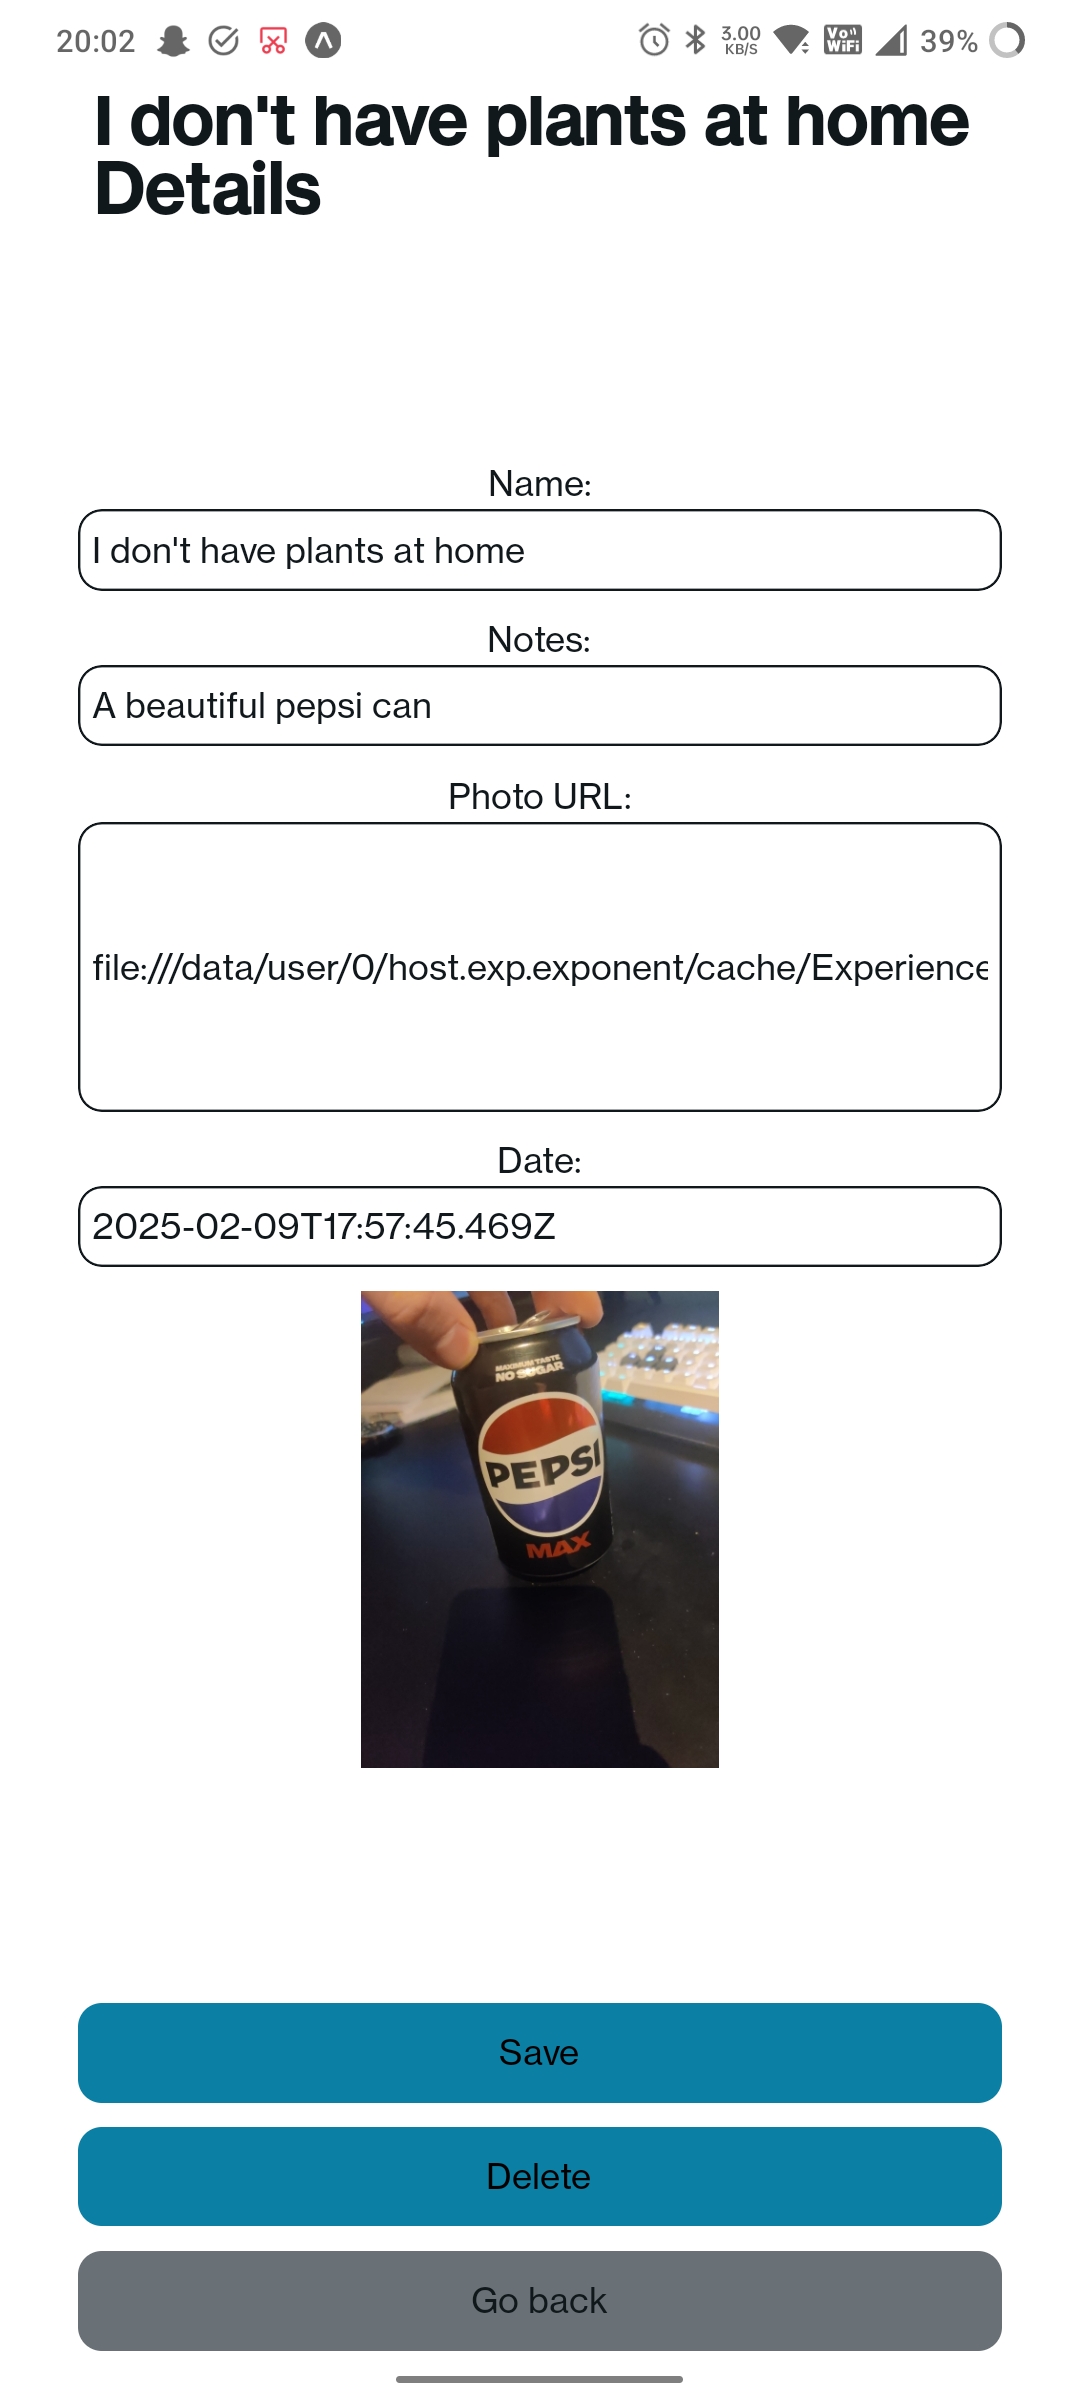 20:02 3.00 KB/S Vo WiFi 39%
I don't have plants at home
Details
Name:
I don't have plants at home
Notes:
A beautiful pepsi can
Photo URL:
file:///data/user/0/host.exp.exponent/cache/Experience
Date:
2025-02-09T17:57:45.469Z
MAXIMUM TASTE
NO SUGAR
PEPSI
MAX
Save
Delete
Go back